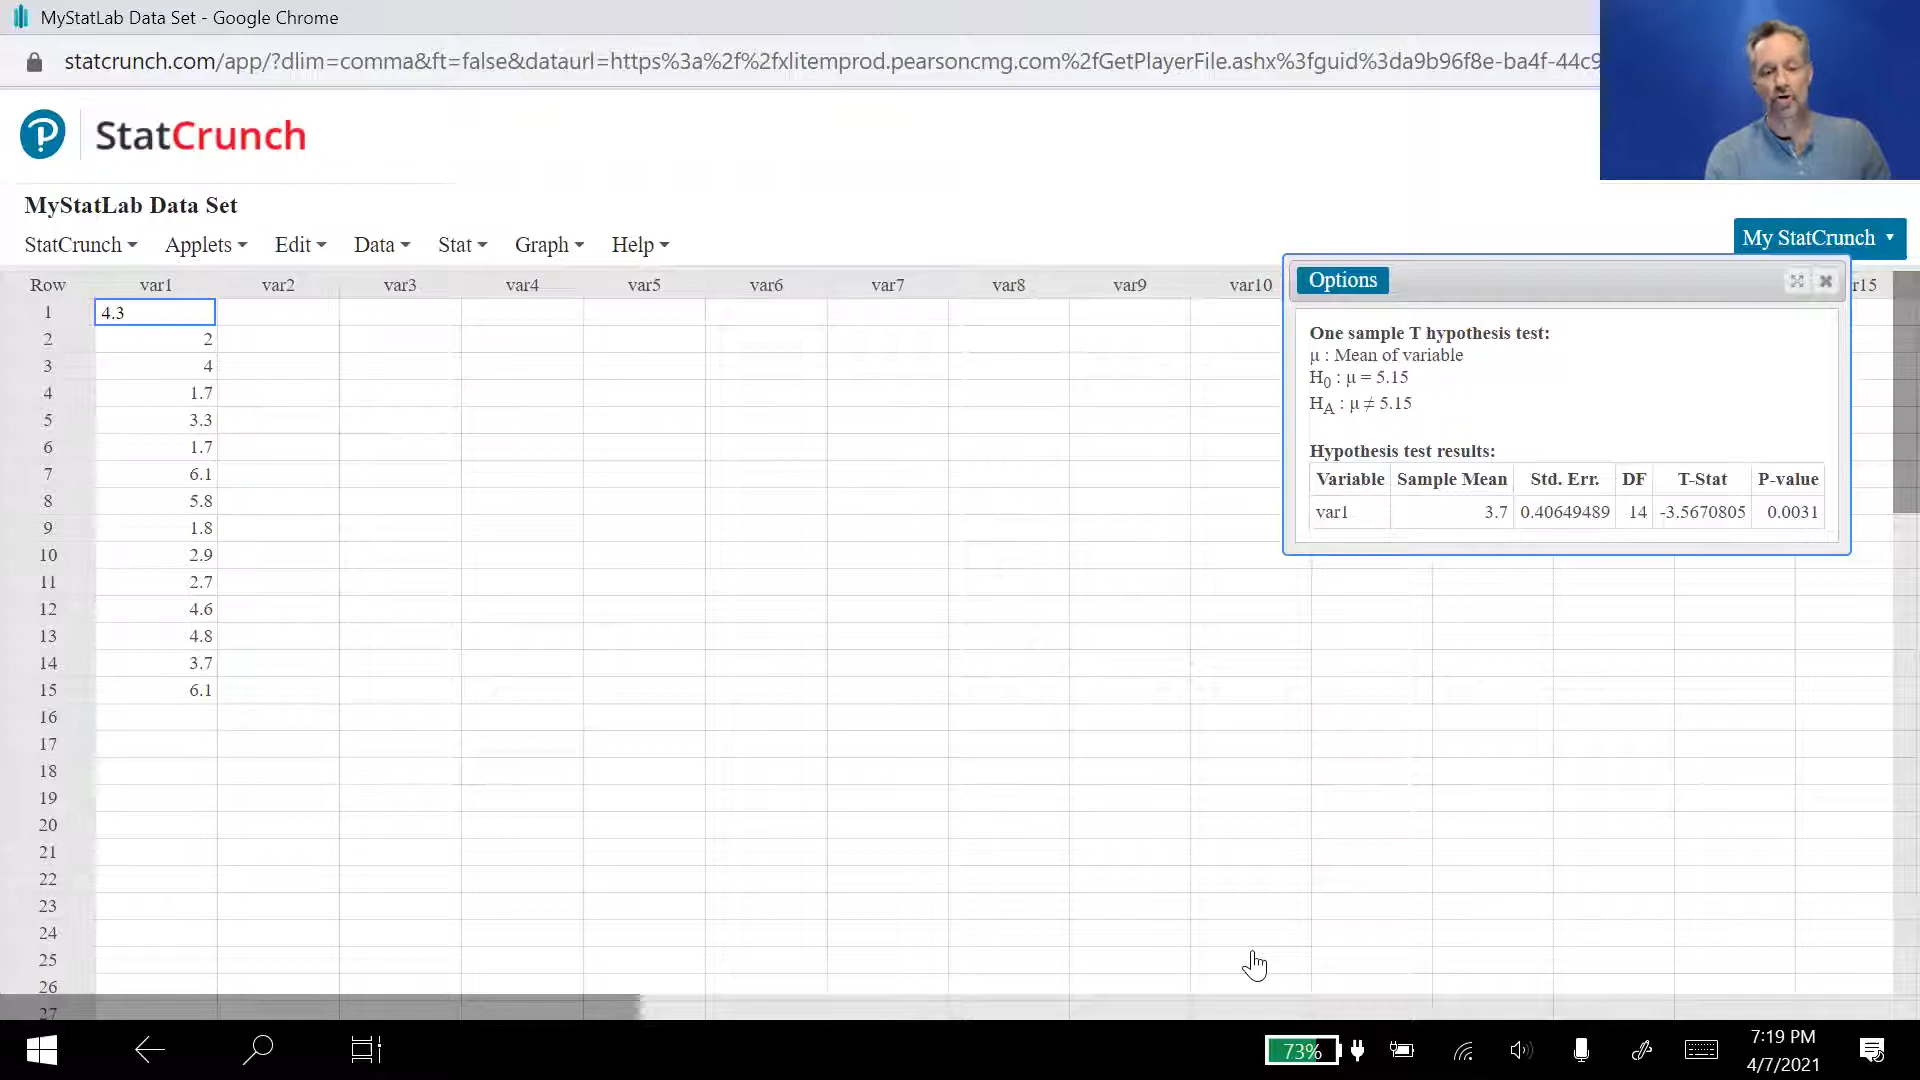 MyStatLab Data Set - Google Chrome
statcrunch.com/app/?dlim=comma&ft=false&dataurl=https%3a%2f%2fxlitemprod.pearsoncmg.com%2fGetPlayerFile.ashx%3fguid%3da9b96f8e-ba4f-44c9
P StatCrunch
MyStatLab Data Set
StatCrunch Applets Edit Data Stat Graph Help
My StatCrunch
Row var1 var2 var3 var4 var5 var6 var7 var8 var9 var10 r15
1 4.3
2 2
3 4
4 1.7
5 3.3
6 1.7
7 6.1
8 5.8
9 1.8
10 2.9
11 2.7
12 4.6
13 4.8
14 3.7
15 6.1
16
17
18
19
20
21
22
23
24
25
26
27
Options
One sample T hypothesis test:
μ : Mean of variable
H0 : μ = 5.15
HA : μ ≠ 5.15
Hypothesis test results:
Variable Sample Mean Std. Err. DF T-Stat P-value
var1 3.7 0.40649489 14 -3.5670805 0.0031
73%
7:19 PM
4/7/2021